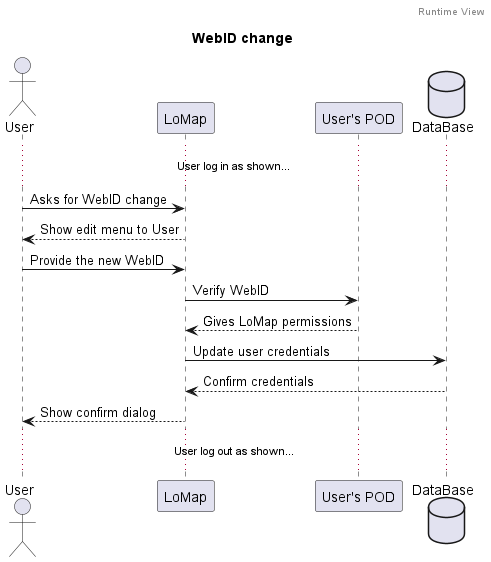 Runtime View
WebID change
User
LoMap
User's POD
DataBase
User log in as shown...
Asks for WebID change
Show edit menu to User
Provide the new WebID
Verify WebID
Gives LoMap permissions
Update user credentials
Confirm credentials
Show confirm dialog
User log out as shown...
User
LoMap
User's POD
DataBase